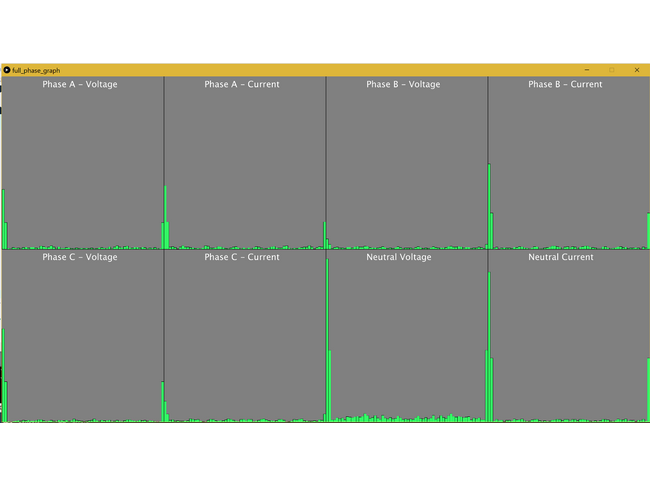 full_phase_graph
Phase A - Voltage
Phase A - Current
Phase B - Voltage
Phase B - Current
Phase C - Voltage
Phase C - Current
Neutral Voltage
Neutral Current